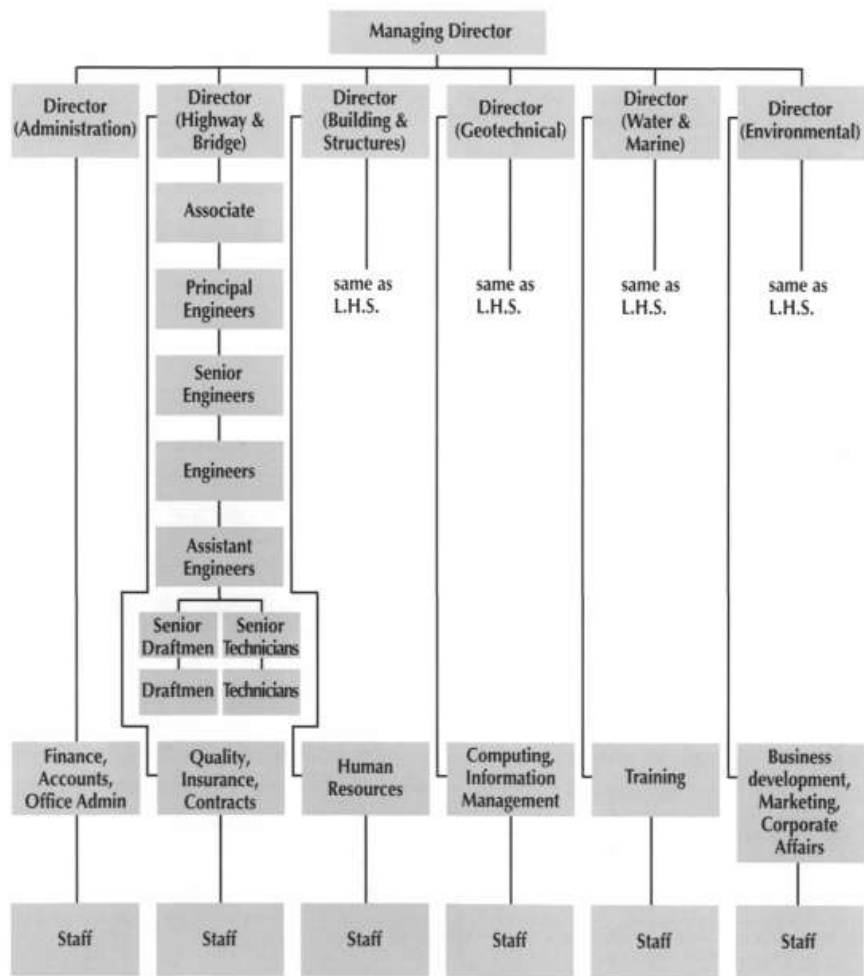 Managing Director
Director
(Administration)
Director
(Highway &
Bridge)
Director
(Building &
Structures)
Director
(Geotechnical)
Director
(Water &
Marine)
Director
(Environmental)
Associate
Principal
Engineers
same as
L.H.S.
same as
L.H.S.
same as
L.H.S.
same as
L.H.S.
Senior
Engineers
Engineers
Assistant
Engineers
Senior
Draftmen
Senior
Technicians
Draftmen
Technicians
Finance,
Accounts,
Office Admin
Quality,
Insurance,
Contracts
Human
Resources
Computing,
Information
Management
Training
Business
development,
Marketing,
Corporate
Affairs
Staff
Staff
Staff
Staff
Staff
Staff